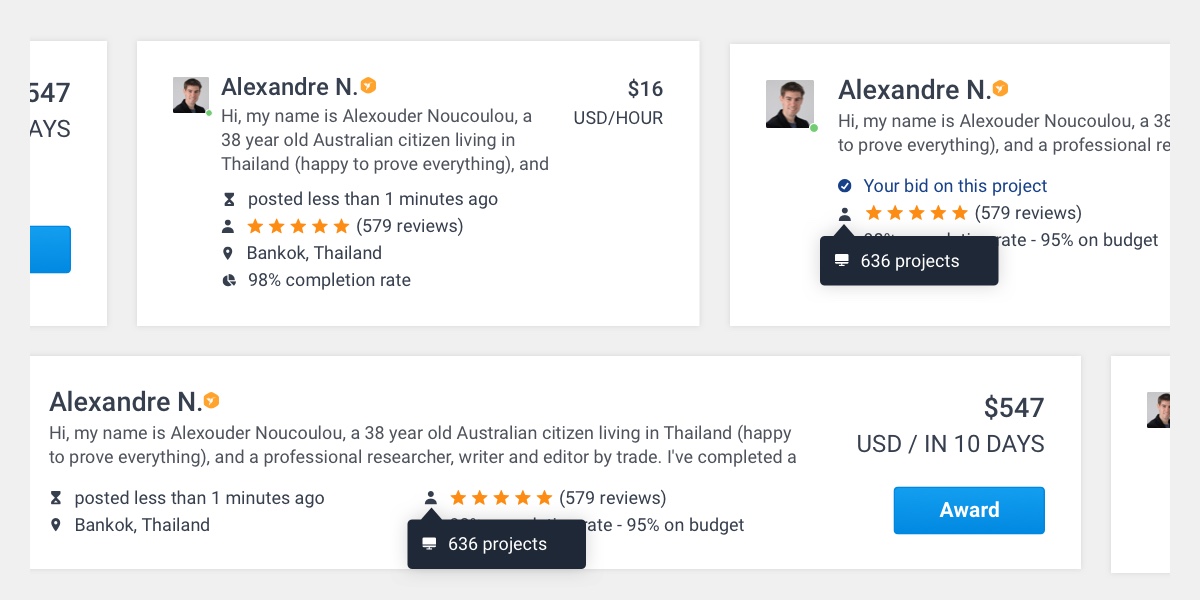 547
AYS
Alexandre N.
$16
USD/HOUR
Hi, my name is Alexouder Noucoulou, a
38 year old Australian citizen living in
Thailand (happy to prove everything), and
posted less than 1 minutes ago
(579 reviews)
Bankok, Thailand
98% completion rate
Alexandre N.
Hi, my name is Alexouder Noucoulou, a 38
to prove everything), and a professional re
Your bid on this project
(579 reviews)
rate - 95% on budget
636 projects
Alexandre N.
Hi, my name is Alexouder Noucoulou, a 38 year old Australian citizen living in Thailand (happy
to prove everything), and a professional researcher, writer and editor by trade. I've completed a
posted less than 1 minutes ago
Bankok, Thailand
(579 reviews)
rate - 95% on budget
636 projects
$547
USD / IN 10 DAYS
Award